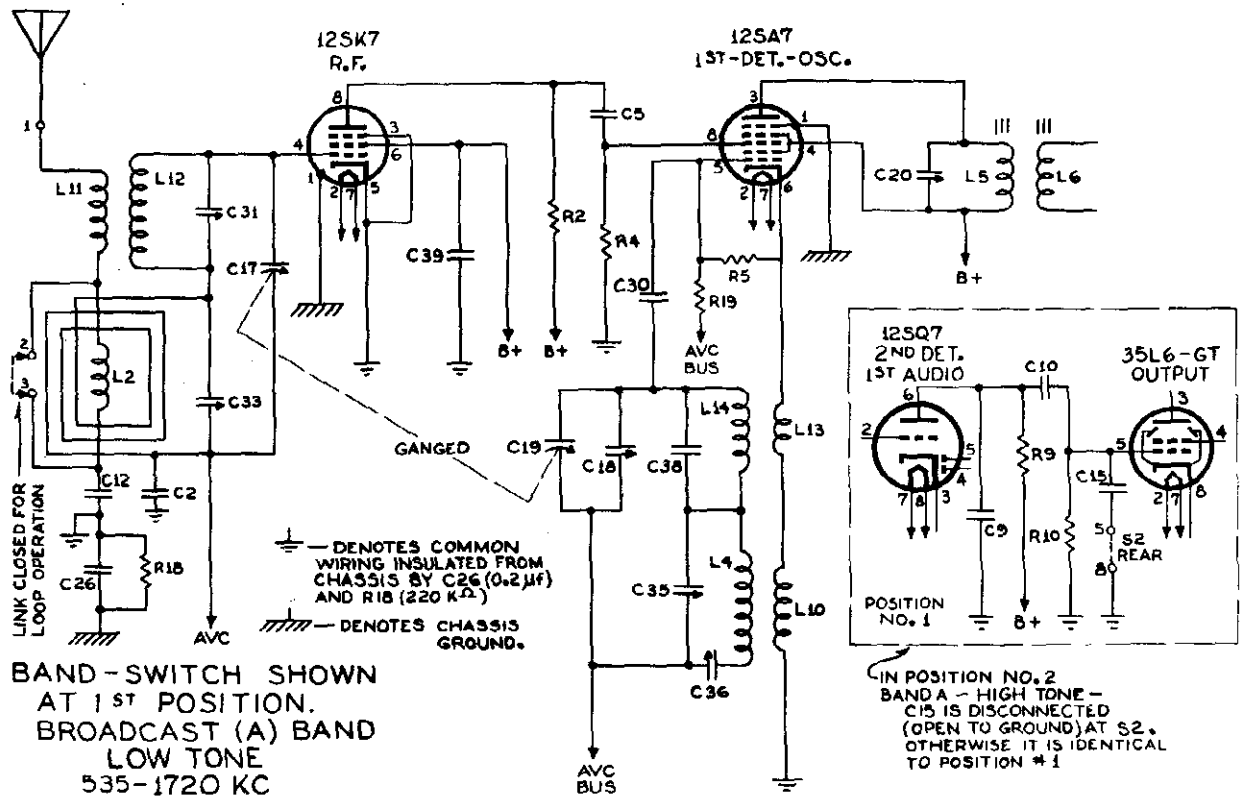 12SK7
R.F.
12SA7
1ST-DET.-OSC.
1
L11
L12
C31
C17
4
8
3
6
1
2
7
5
C39
R2
B+
B+
C5
R4
8
5
3
1
4
2
7
6
C30
R5
R19
AVC
BUS
C20
L5
L6
B+
2
3
L2
C33
C12
C2
C26
R18
AVC
LINK CLOSED FOR
LOOP OPERATION
GANGED
— DENOTES COMMON
WIRING INSULATED FROM
CHASSIS BY C26 (0.2µf)
AND R18 (220 KΩ)
— DENOTES CHASSIS
GROUND.
C19
C18
C38
L14
L13
C35
L4
L10
C36
AVC
BUS
12SQ7
2ND DET.
1ST AUDIO
6
2
5
4
7
8
3
C10
R9
C9
R10
35L6-GT
OUTPUT
3
4
5
2
7
8
C15
5
S2
REAR
8
B+
POSITION
NO. 1
IN POSITION NO. 2
BAND A – HIGH TONE –
C15 IS DISCONNECTED
(OPEN TO GROUND) AT S2.
OTHERWISE IT IS IDENTICAL
TO POSITION #1
BAND-SWITCH SHOWN
AT 1ST POSITION.
BROADCAST (A) BAND
LOW TONE
535-1720 KC